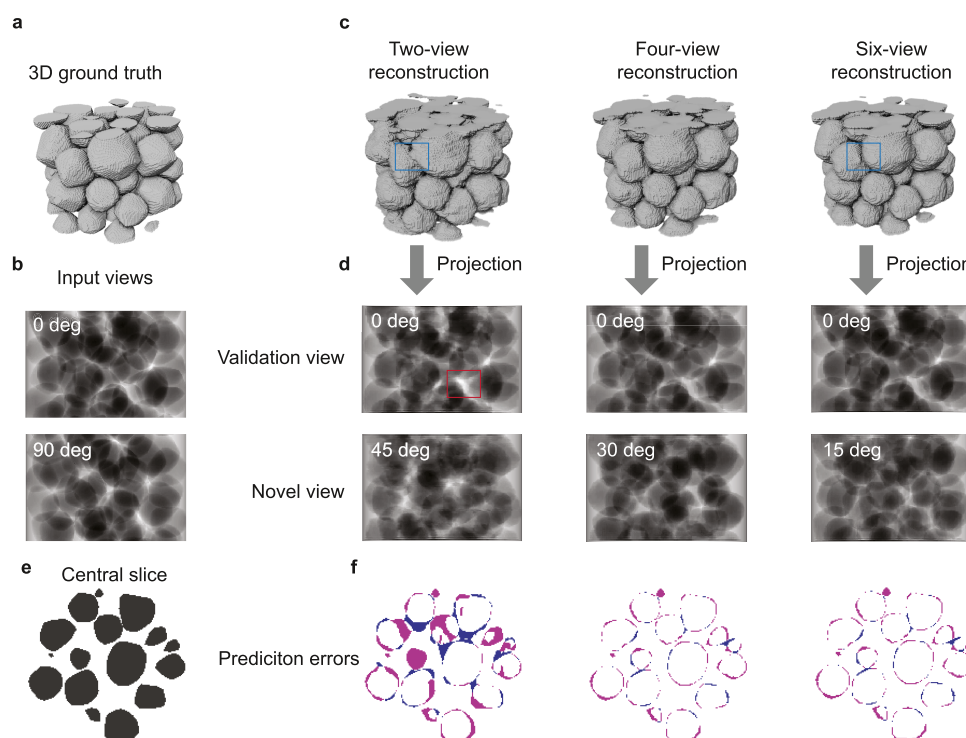 a
3D ground truth
c
Two-view
reconstruction
Four-view
reconstruction
Six-view
reconstruction
b
Input views
0 deg
90 deg
d
Projection
Projection
Projection
Validation view
0 deg
0 deg
0 deg
Novel view
45 deg
30 deg
15 deg
e
Central slice
f
Prediciton errors